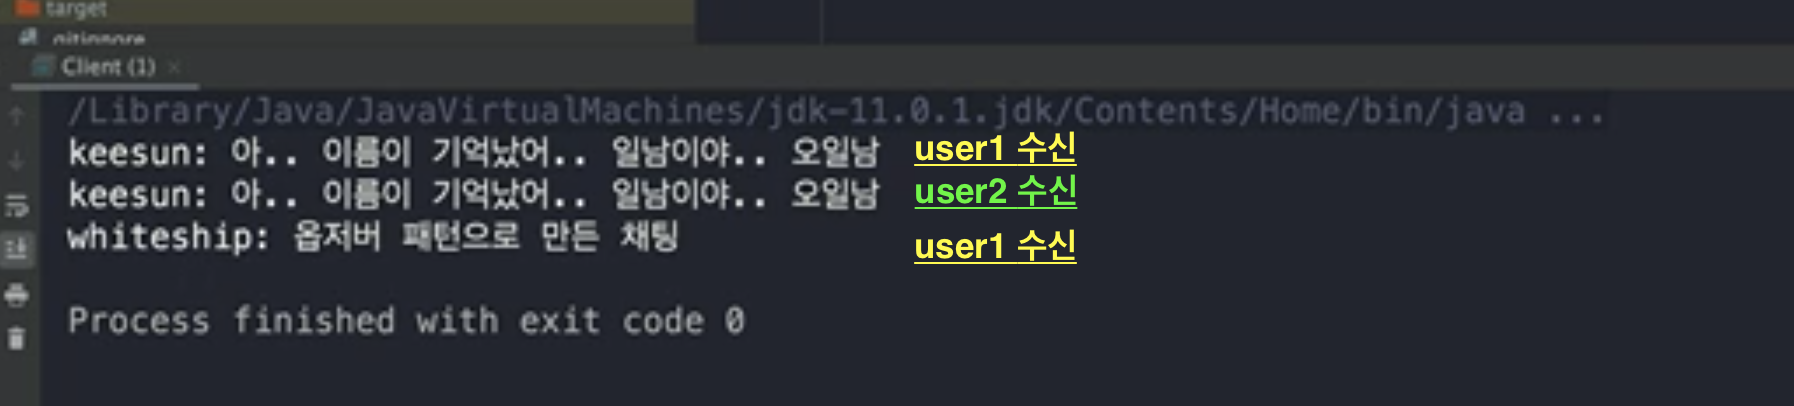 target
.gitignore
Client (1)
/Library/Java/JavaVirtualMachines/jdk-11.0.1.jdk/Contents/Home/bin/java ...
keesun: 아.. 이름이 기억났어.. 일남이야.. 오일남 user1 수신
keesun: 아.. 이름이 기억났어.. 일남이야.. 오일남 user2 수신
whiteship: 옵저버 패턴으로 만든 채팅 user1 수신
Process finished with exit code 0